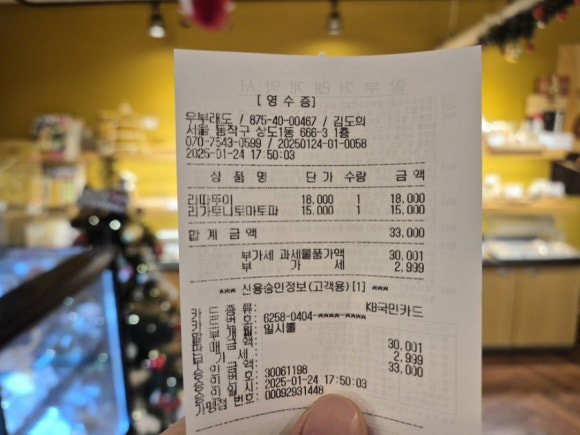 [영 수 증]
우부래도 / 875-40-00467 / 김도희
서울 동작구 상도1동 666-3 1층
070-7543-0599 / 20250124-01-0058
2025-01-24 17:50:03
상 품 명 단 가 수량 금 액
라따뚜이 18,000 1 18,000
리가토니투마토파 15,000 1 15,000
합 계 금 액 33,000
부가세 과세물품가액 30,001
부 가 세 2,999
*** 신용승인정보(고객용) [1] ***
카 드 종 류: KB국민카드
카 드 번 호: 6258-0404-****-****
할 부 개 월: 일시불
판 매 금 액: 30,001
부 가 세: 2,999
승 인 금 액: 33,000
승 인 번 호: 30061198
승 인 일 시: 2025-01-24 17:50:03
가맹점 번호: 00092931448